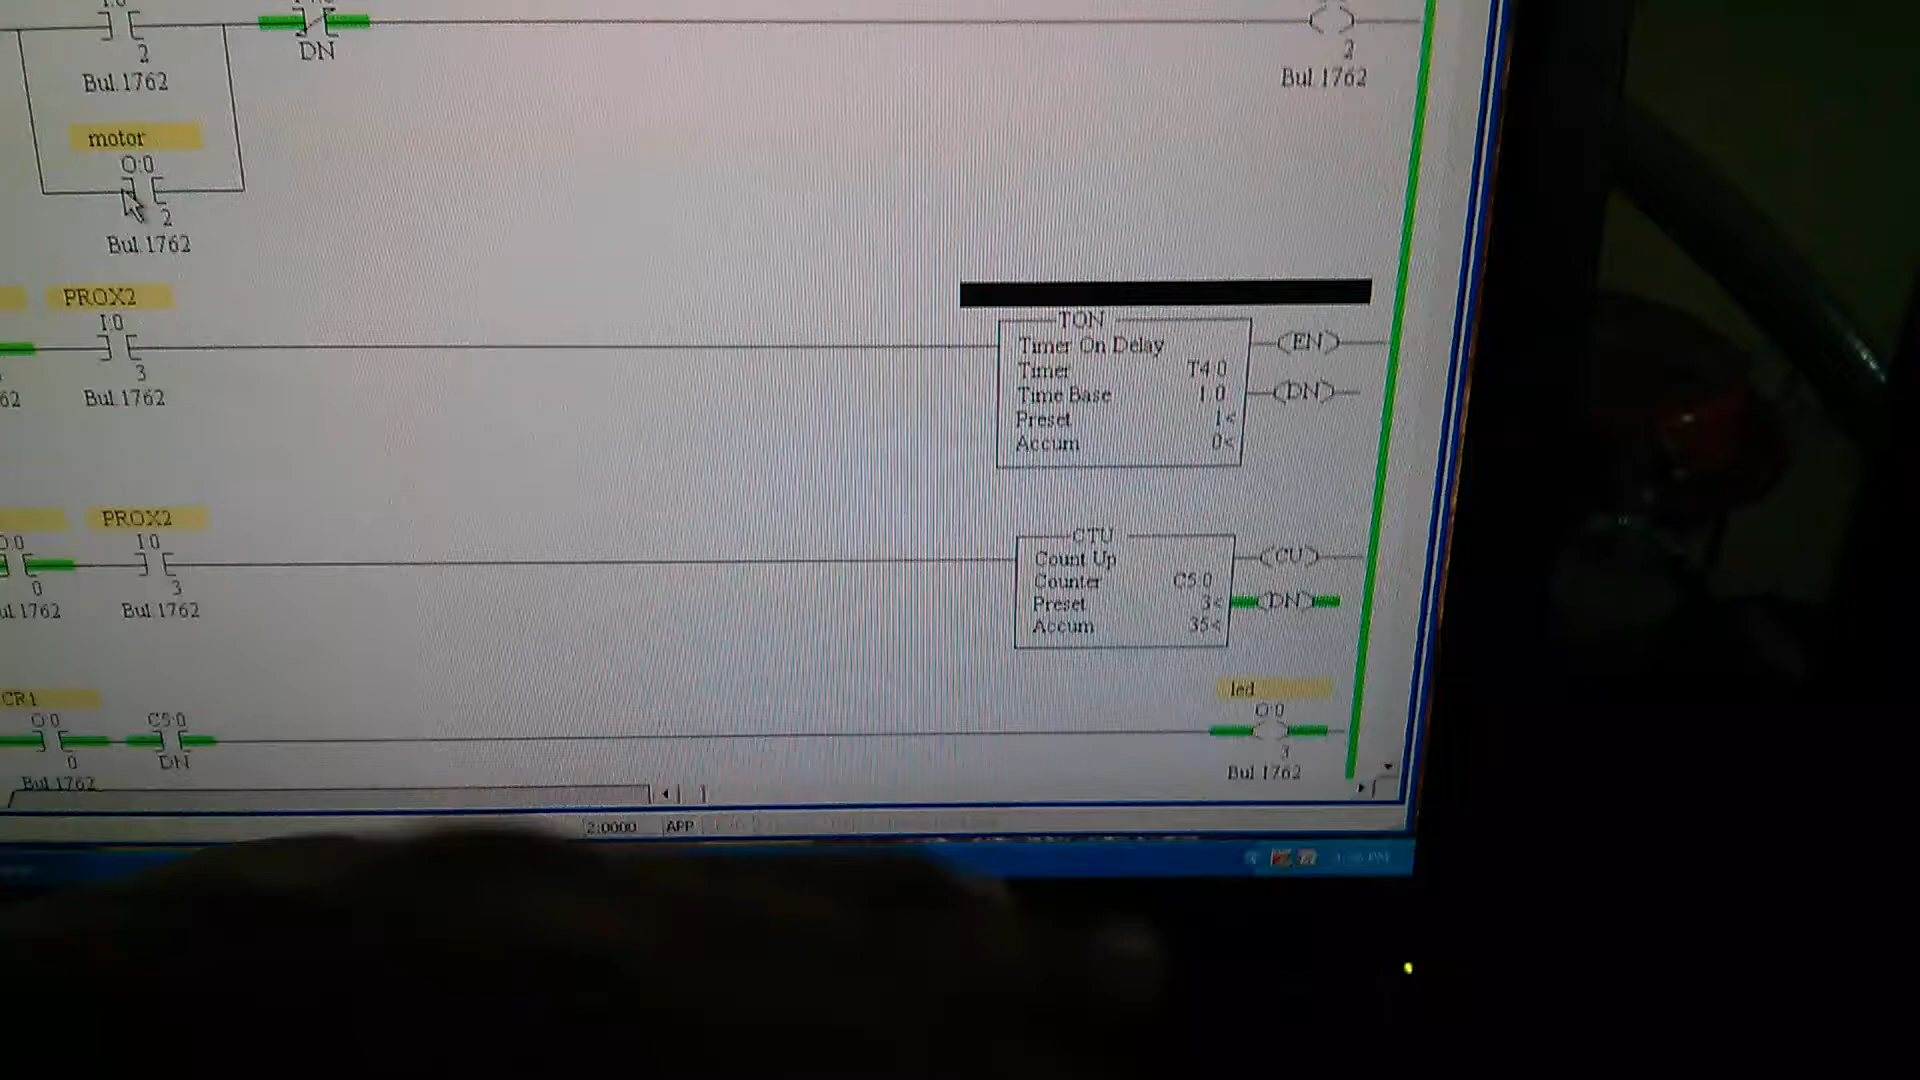 DN
2
2
Bul.1762
Bul.1762
motor
O:0
2
Bul.1762
PROX2
I:0
3
62
Bul.1762
TON
Timer On Delay
Timer T4:0
Time Base 1.0
Preset 1<
Accum 0<
EN
DN
PROX2
I:0
0
3
Bul.1762
CTU
Count Up
Counter C5:0
Preset 3<
Accum 35<
CU
DN
CR1
O:0
C5:0
0
DN
Bul.1762
led
O:0
3
Bul.1762
2:0000
APP